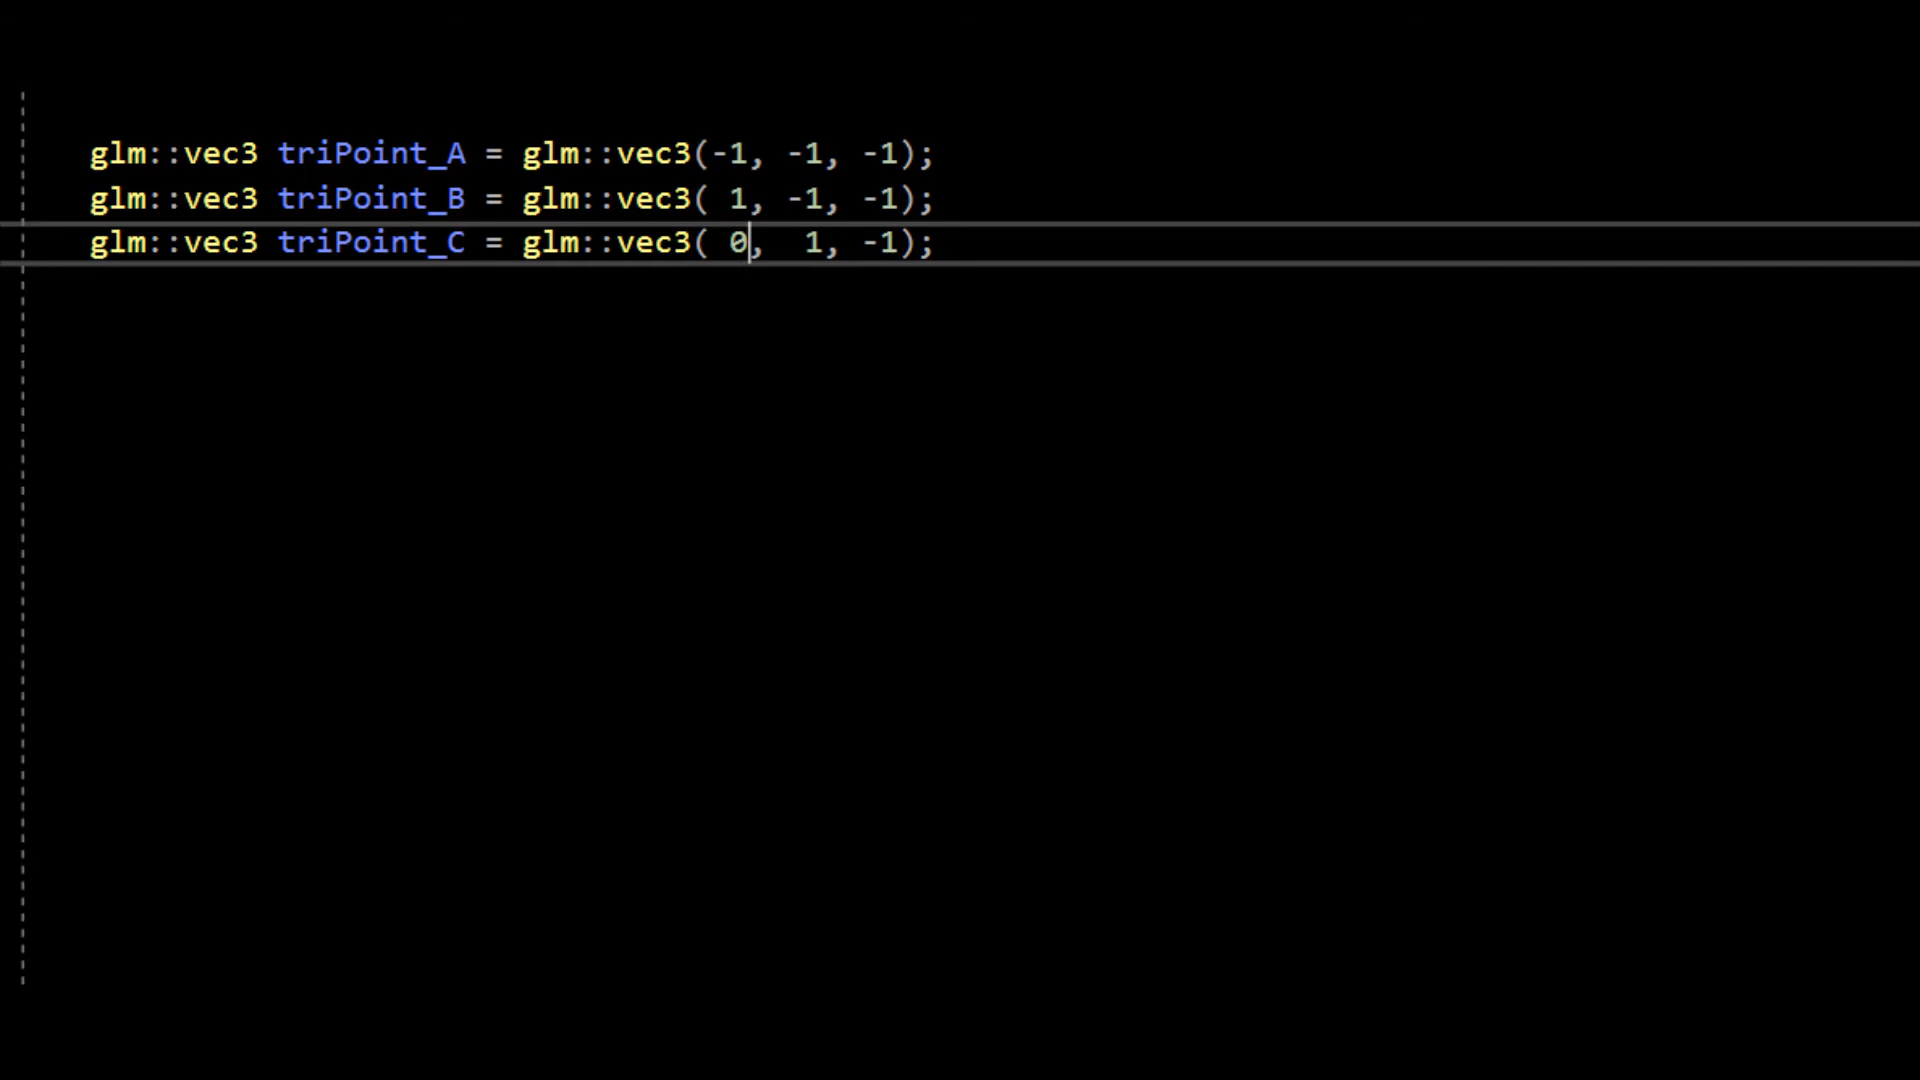 glm::vec3 triPoint_A = glm::vec3(-1, -1, -1);
glm::vec3 triPoint_B = glm::vec3( 1, -1, -1);
glm::vec3 triPoint_C = glm::vec3( 0,  1, -1);